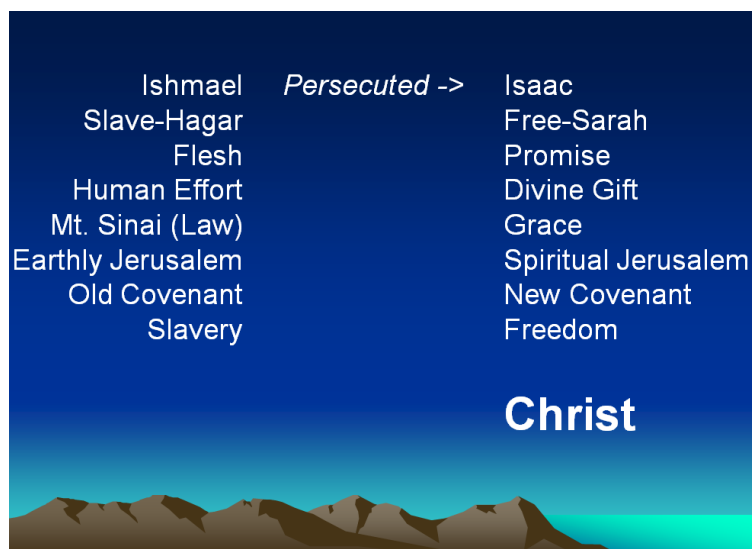 Ishmael Persecuted -> Isaac
Slave-Hagar Free-Sarah
Flesh Promise
Human Effort Divine Gift
Mt. Sinai (Law) Grace
Earthly Jerusalem Spiritual Jerusalem
Old Covenant New Covenant
Slavery Freedom
Christ